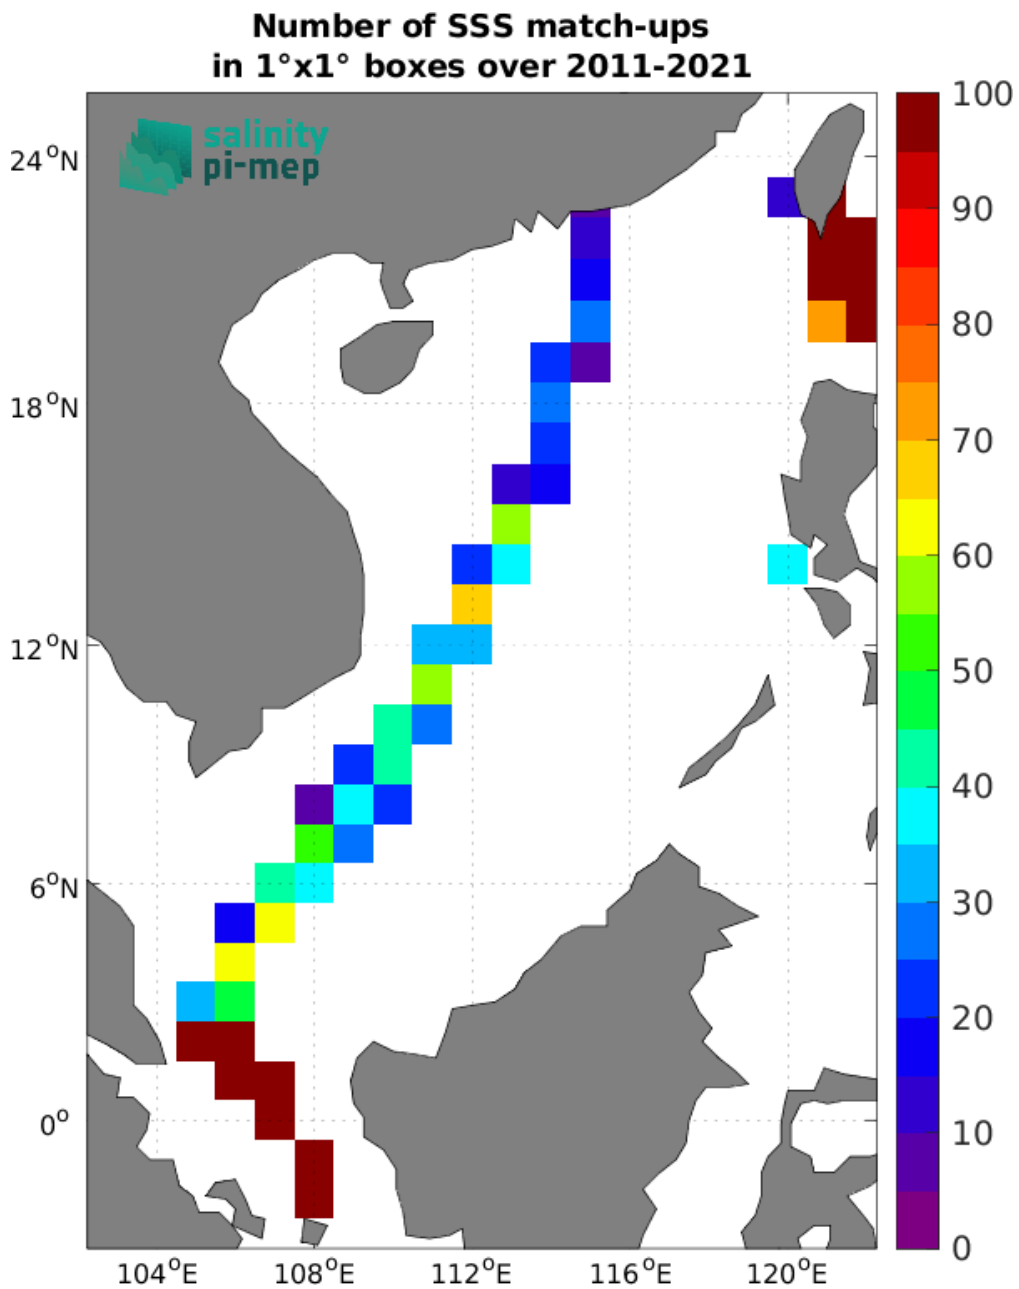 Number of SSS match-ups
in 1°x1° boxes over 2011-2021
salinity
pi-mep
24°N
18°N
12°N
6°N
0°
104°E
108°E
112°E
116°E
120°E
100
90
80
70
60
50
40
30
20
10
0